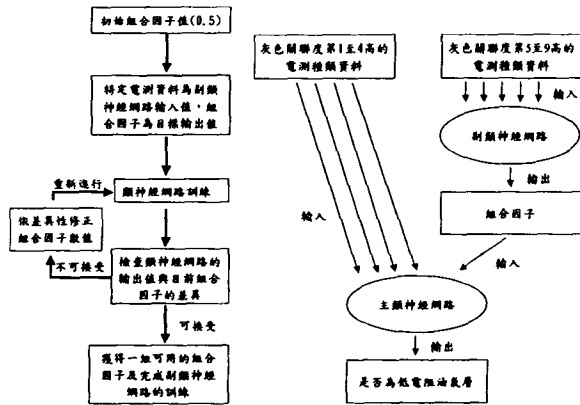 初始組合因子值(0.5)
特定電測資料為副類
神經網路輸入值，組
合因子為目標輸出值
重新進行
類神經網路訓練
依差異性修正
組合因子數值
不可接受
檢查類神經網路的
輸出值與目前組合
因子的差異
可接受
獲得一組可用的組合
因子及完成副類神經
網路的訓練
灰色關聯度第1至4高的
電測種類資料
灰色關聯度第5至9高的
電測種類資料
輸入
副類神經網路
輸出
組合因子
輸入
輸入
主類神經網路
輸出
是否為低電阻油氣層